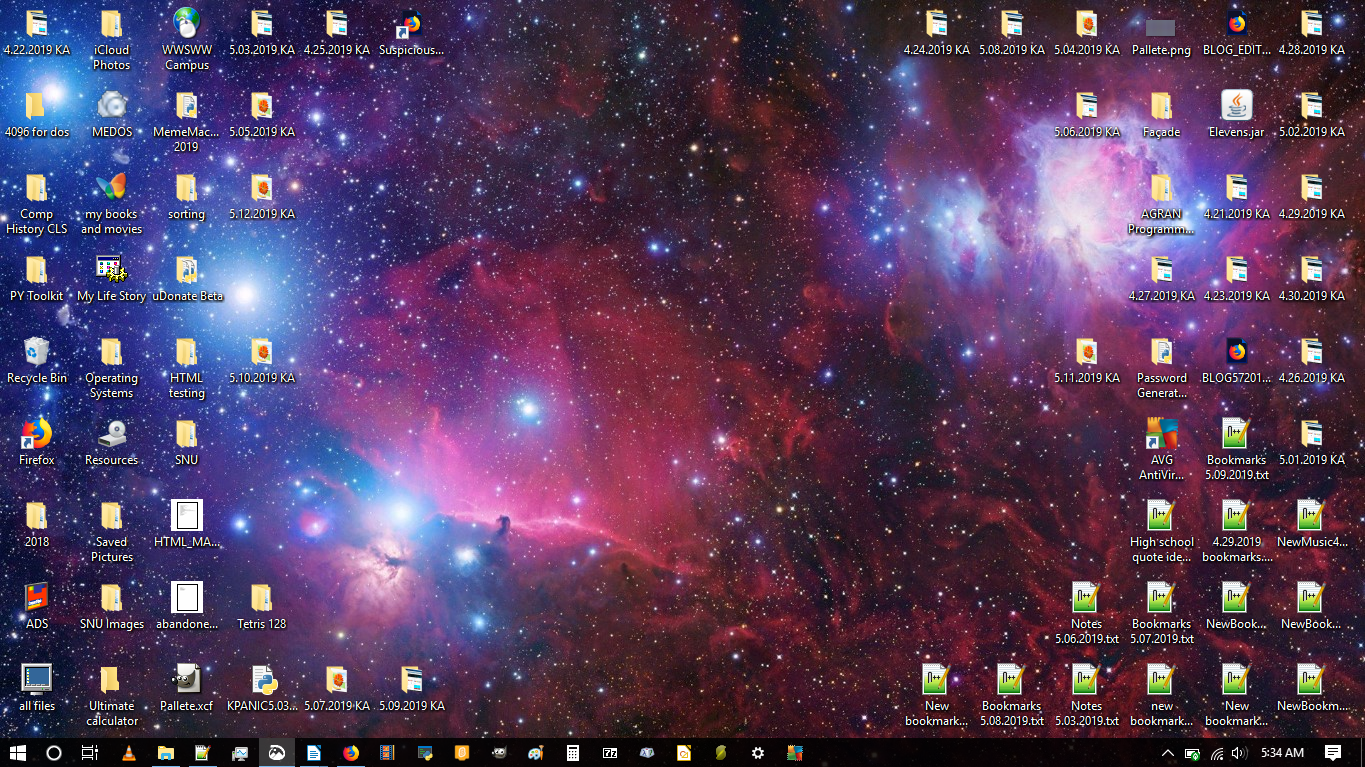 4.22.2019 KA
iCloud
Photos
WWSWW
Campus
5.03.2019 KA
4.25.2019 KA
Suspicious...
4.24.2019 KA
5.08.2019 KA
5.04.2019 KA
Pallete.png
BLOG_EDIT...
4.28.2019 KA
4096 for dos
MEDOS
MemeMac...
2019
5.05.2019 KA
5.06.2019 KA
Façade
Elevens.jar
5.02.2019 KA
Comp
History CLS
my books
and movies
sorting
5.12.2019 KA
AGRAN
Programm...
4.21.2019 KA
4.29.2019 KA
PY Toolkit
My Life Story
uDonate Beta
4.27.2019 KA
4.23.2019 KA
4.30.2019 KA
Recycle Bin
Operating
Systems
HTML
testing
5.10.2019 KA
5.11.2019 KA
Password
Generat...
BLOG57201...
4.26.2019 KA
Firefox
Resources
SNU
AVG
AntiVir...
Bookmarks
5.09.2019.txt
5.01.2019 KA
2018
Saved
Pictures
HTML_MA...
High school
quote ide...
4.29.2019
bookmarks....
NewMusic4...
ADS
SNU Images
abandone...
Tetris 128
Notes
5.06.2019.txt
Bookmarks
5.07.2019.txt
NewBook...
NewBook...
all files
Ultimate
calculator
Pallete.xcf
KPANIC5.03...
5.07.2019 KA
5.09.2019 KA
New
bookmark...
Bookmarks
5.08.2019.txt
Notes
5.03.2019.txt
new
bookmark...
New
bookmark...
NewBookm...
5:34 AM